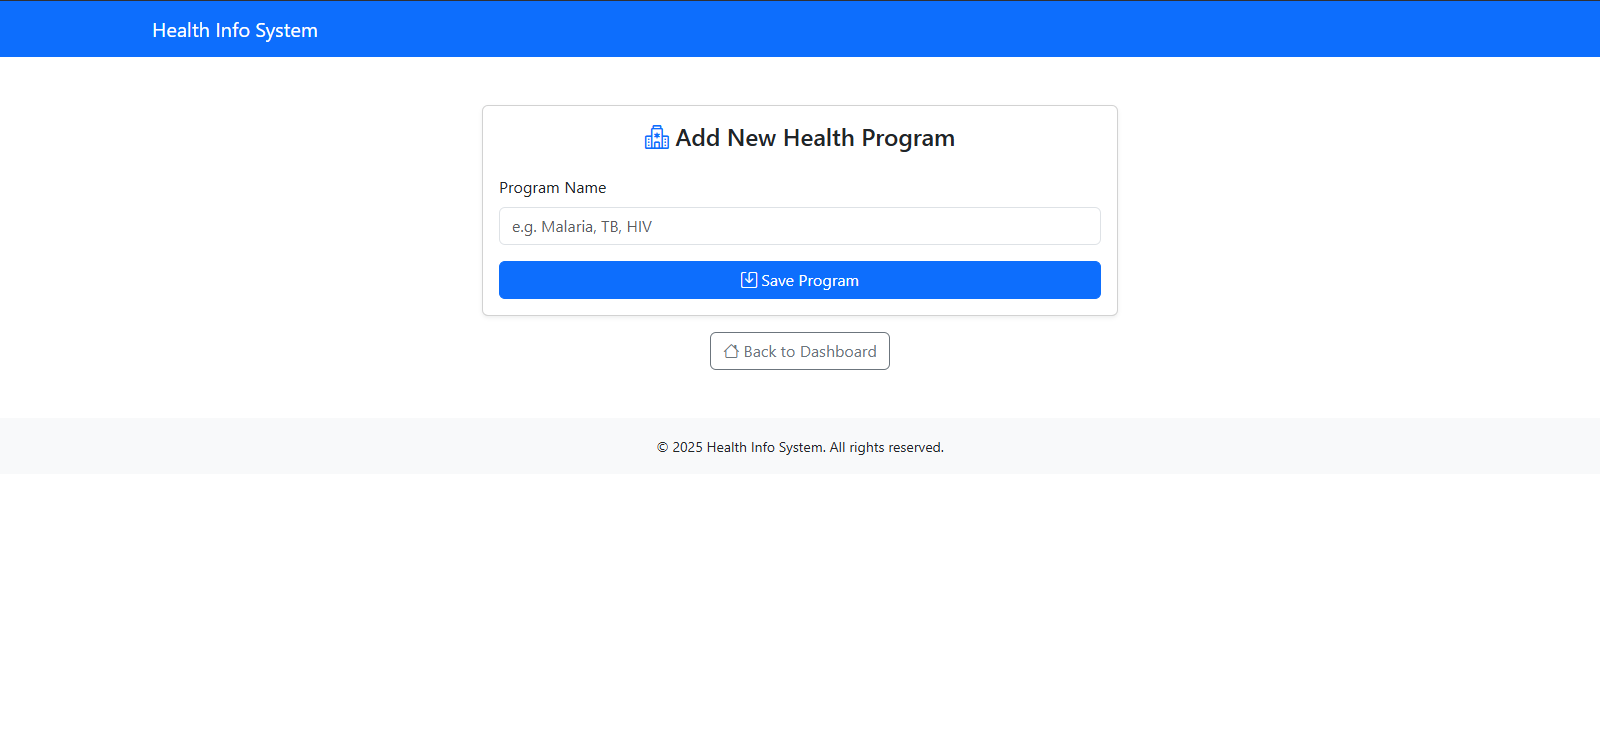 Health Info System
Add New Health Program
Program Name
e.g. Malaria, TB, HIV
Save Program
Back to Dashboard
© 2025 Health Info System. All rights reserved.